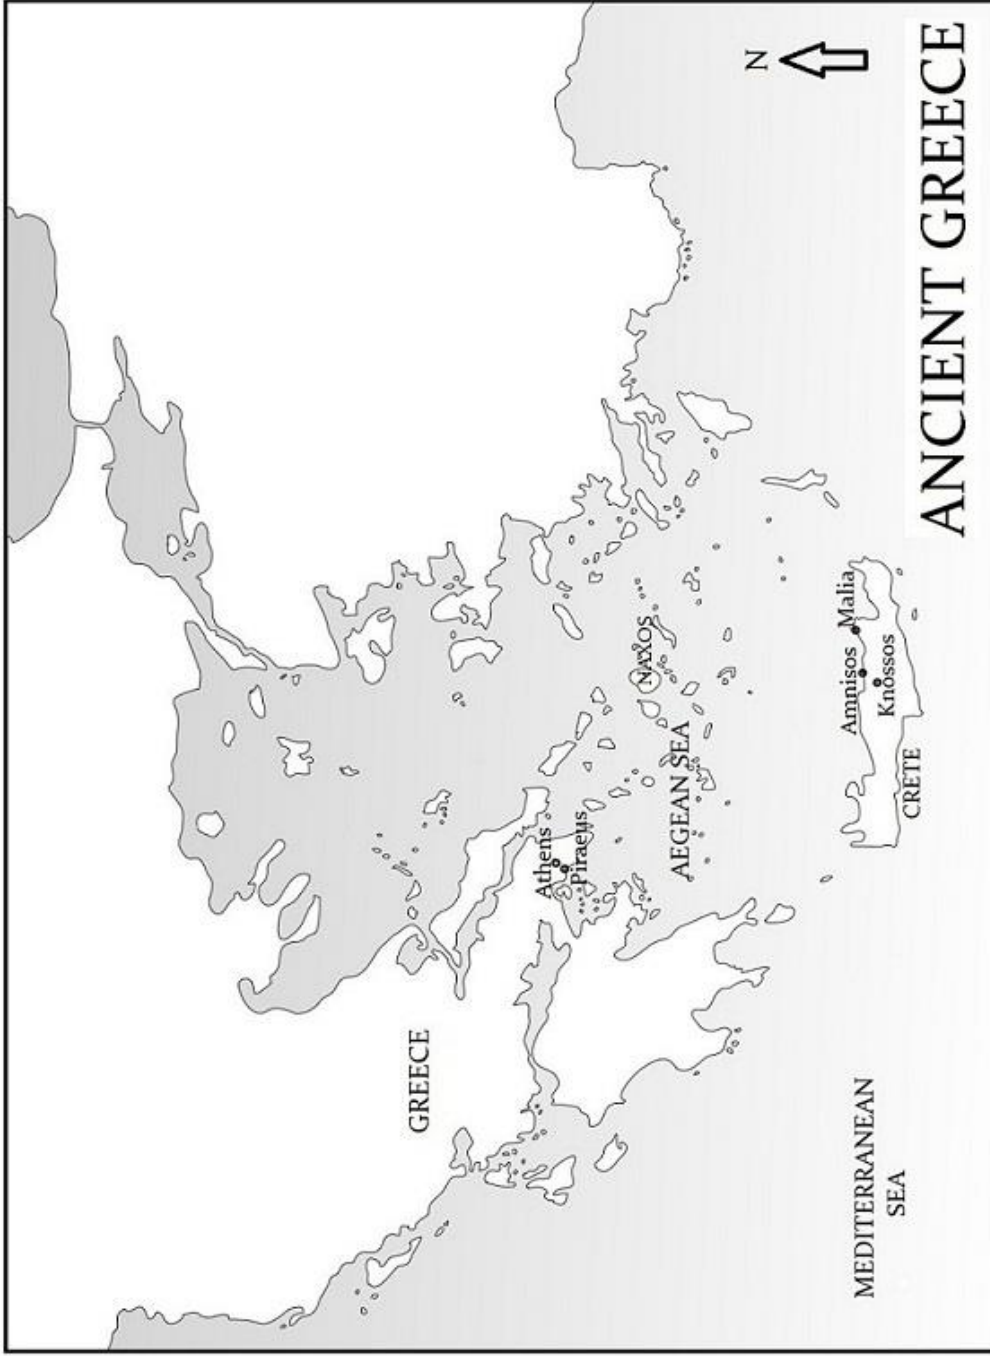 ANCIENT GREECE
N
GREECE
Athens
Piraeus
AEGEAN SEA
NAXOS
MEDITERRANEAN
SEA
CRETE
Amnisos
Malia
Knossos